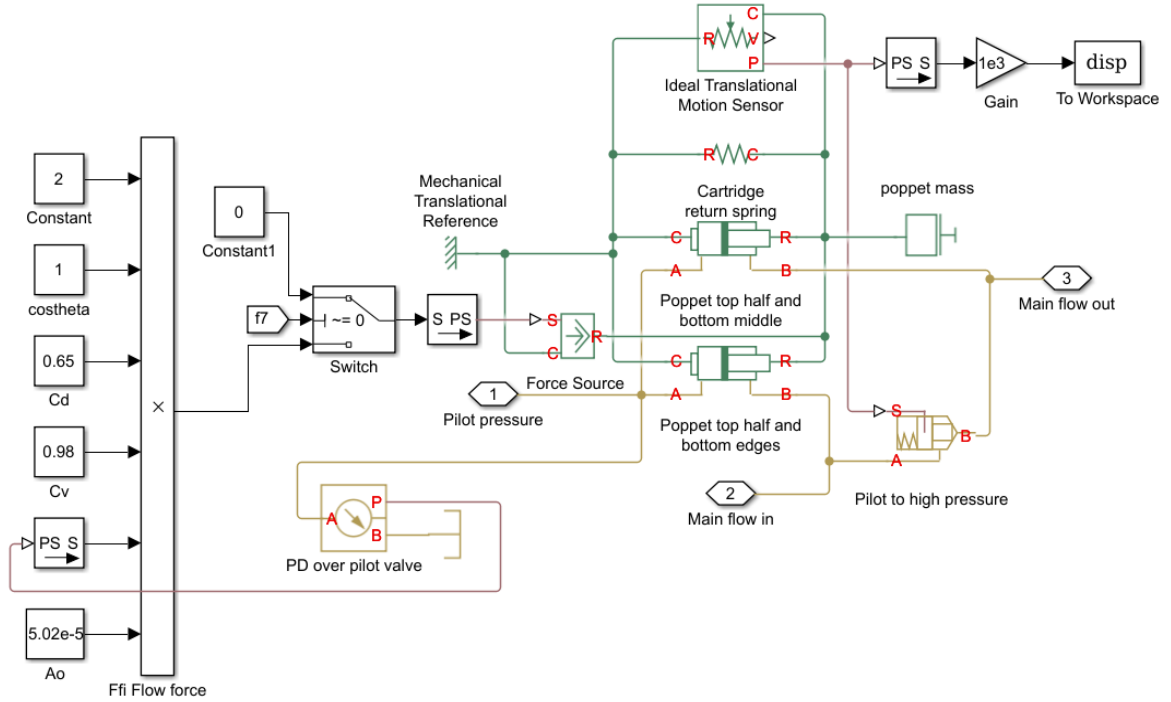 C
R
A
P
Ideal Translational
Motion Sensor
PS S
1e3
Gain
disp
To Workspace
2
Constant
0
Constant1
Mechanical
Translational
Reference
R
C
Cartridge
return spring
poppet mass
C
R
A
B
Poppet top half and
bottom middle
3
Main flow out
1
costheta
f7
~= 0
Switch
S PS
S
C
R
Force Source
0.65
Cd
1
Pilot pressure
C
R
A
B
Poppet top half and
bottom edges
×
S
B
A
Pilot to high pressure
0.98
Cv
2
Main flow in
A
P
B
PD over pilot valve
PS S
5.02e-5
Ao
Ffi Flow force